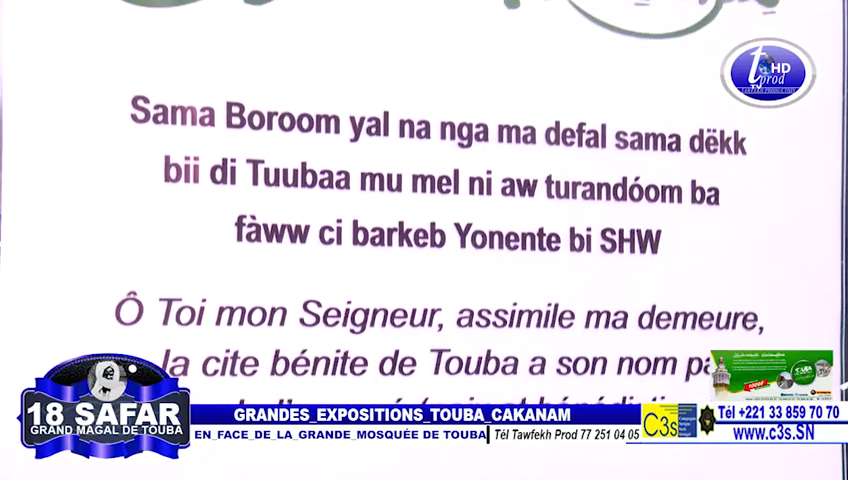 HD
t
prod
Sama Boroom yal na nga ma defal sama dëkk
bii di Tuubaa mu mel ni aw turandóom ba
fàww ci barkeb Yonente bi SHW
Ô Toi mon Seigneur, assimile ma demeure,
la cite bénite de Touba a son nom
18 SAFAR
GRAND MAGAL DE TOUBA
GRANDES_EXPOSITIONS_TOUBA_CAKANAM
EN_FACE_DE_LA_GRANDE_MOSQUÉE DE TOUBA
Tél Tawfekh Prod 77 251 04 05
C3s
Tél +221 33 859 70 70
www.c3s.SN